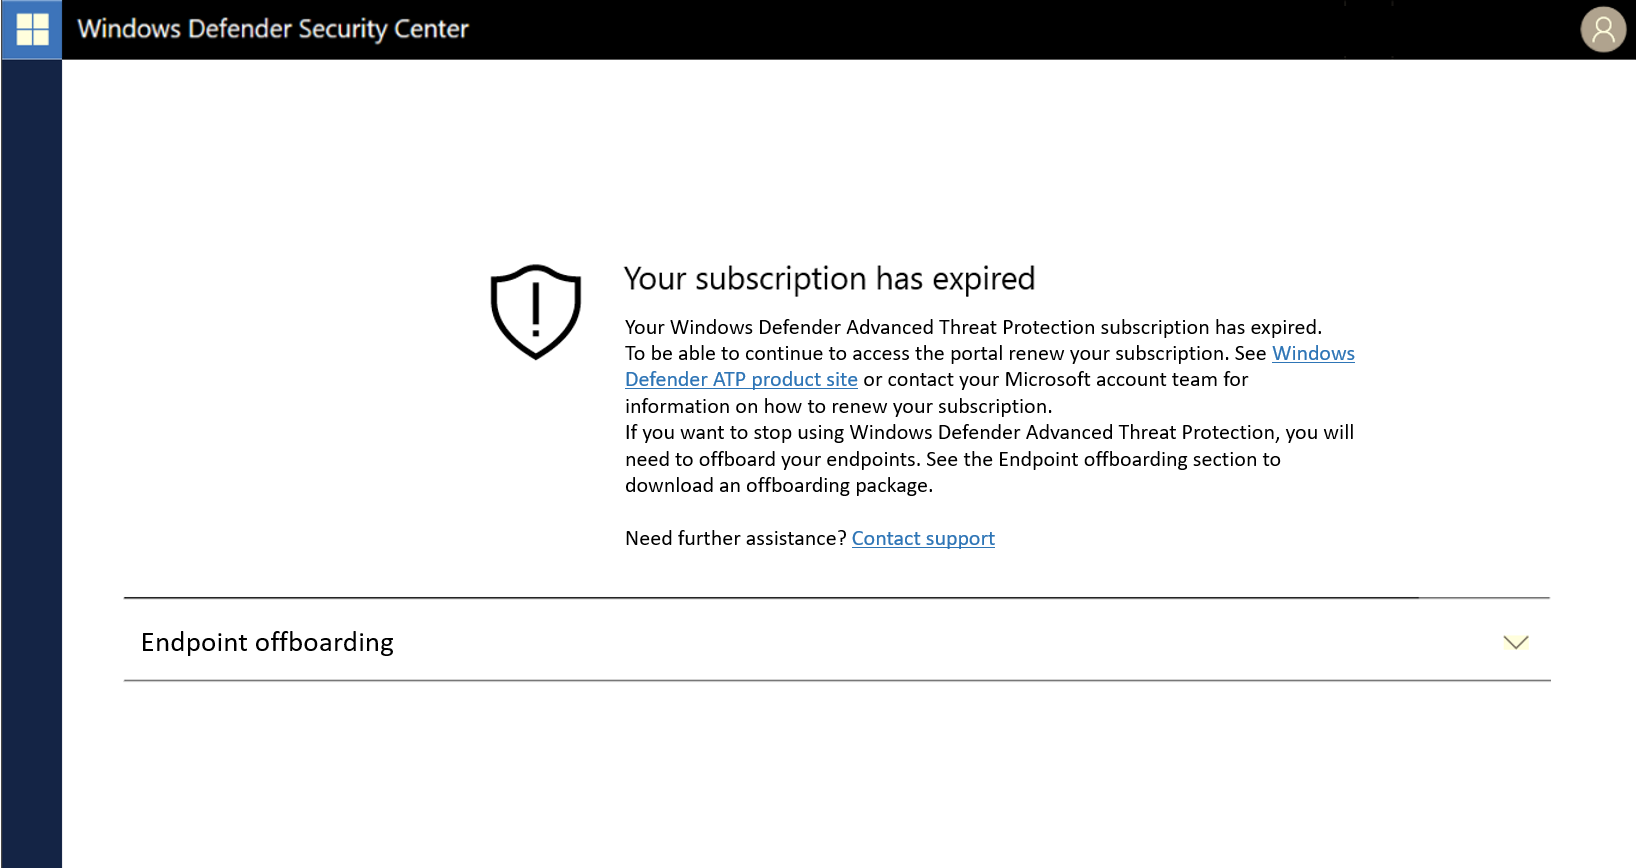 Windows Defender Security Center
Your subscription has expired
Your Windows Defender Advanced Threat Protection subscription has expired.
To be able to continue to access the portal renew your subscription. See Windows
Defender ATP product site or contact your Microsoft account team for
information on how to renew your subscription.
If you want to stop using Windows Defender Advanced Threat Protection, you will
need to offboard your endpoints. See the Endpoint offboarding section to
download an offboarding package.
Need further assistance? Contact support
Endpoint offboarding